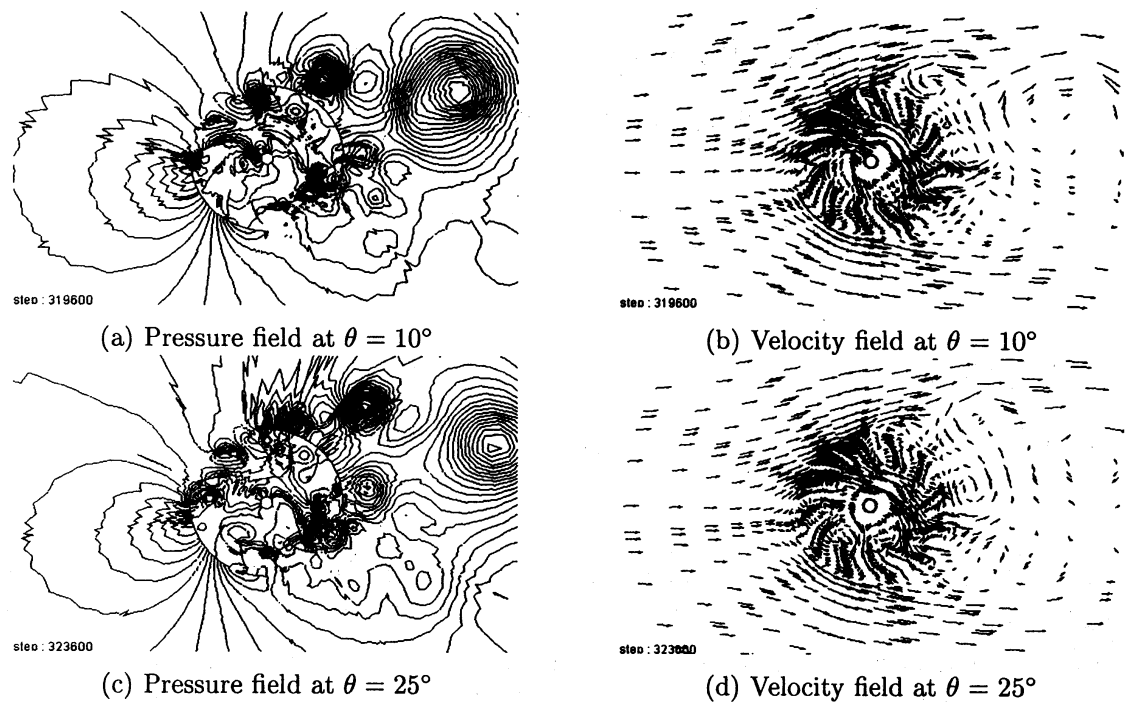 step : 319600
step : 319600
(a) Pressure field at θ = 10°
(b) Velocity field at θ = 10°
step : 323600
step : 323600
(c) Pressure field at θ = 25°
(d) Velocity field at θ = 25°